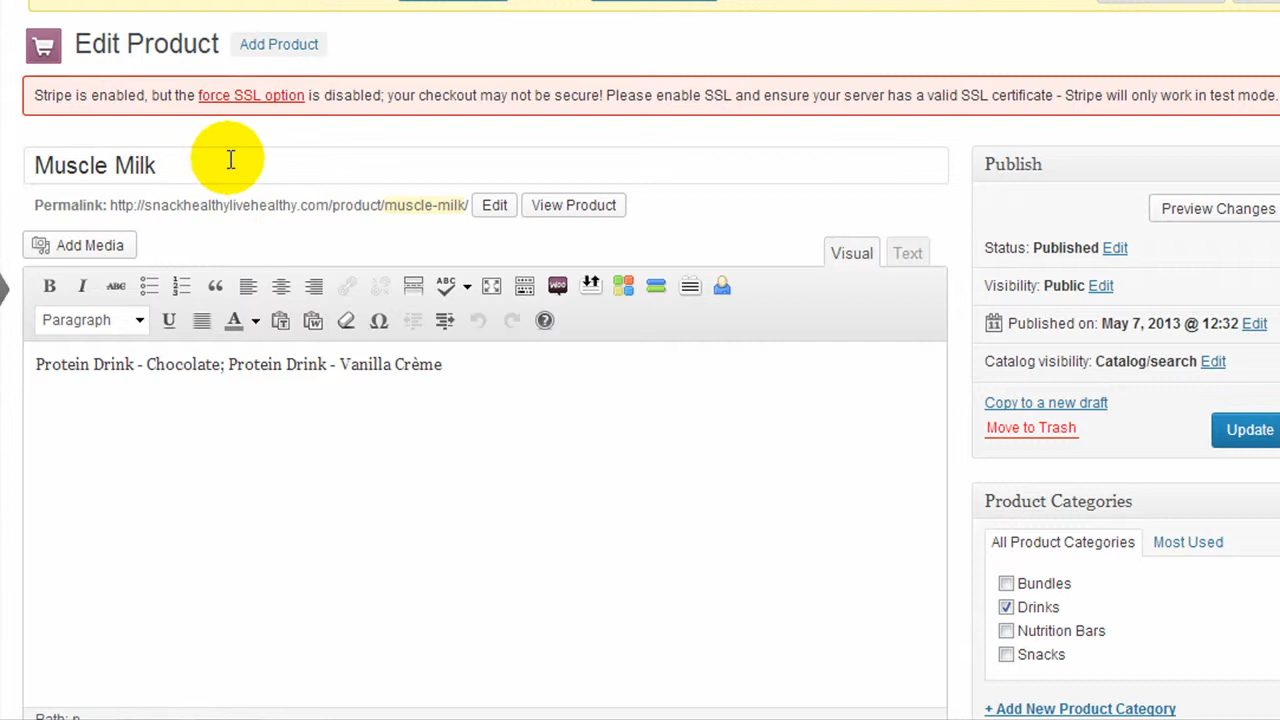 Edit Product Add Product
Stripe is enabled, but the force SSL option is disabled; your checkout may not be secure! Please enable SSL and ensure your server has a valid SSL certificate - Stripe will only work in test mode.
Muscle Milk
Permalink: http://snackhealthylivehealthy.com/product/muscle-milk/ Edit View Product
Add Media
Visual Text
B I ABC ABC WOO
Paragraph U A Ω
Protein Drink - Chocolate; Protein Drink - Vanilla Crème
Publish
Preview Changes
Status: Published Edit
Visibility: Public Edit
Published on: May 7, 2013 @ 12:32 Edit
Catalog visibility: Catalog/search Edit
Copy to a new draft
Move to Trash
Update
Product Categories
All Product Categories Most Used
Bundles
Drinks
Nutrition Bars
Snacks
+ Add New Product Category
Path: p